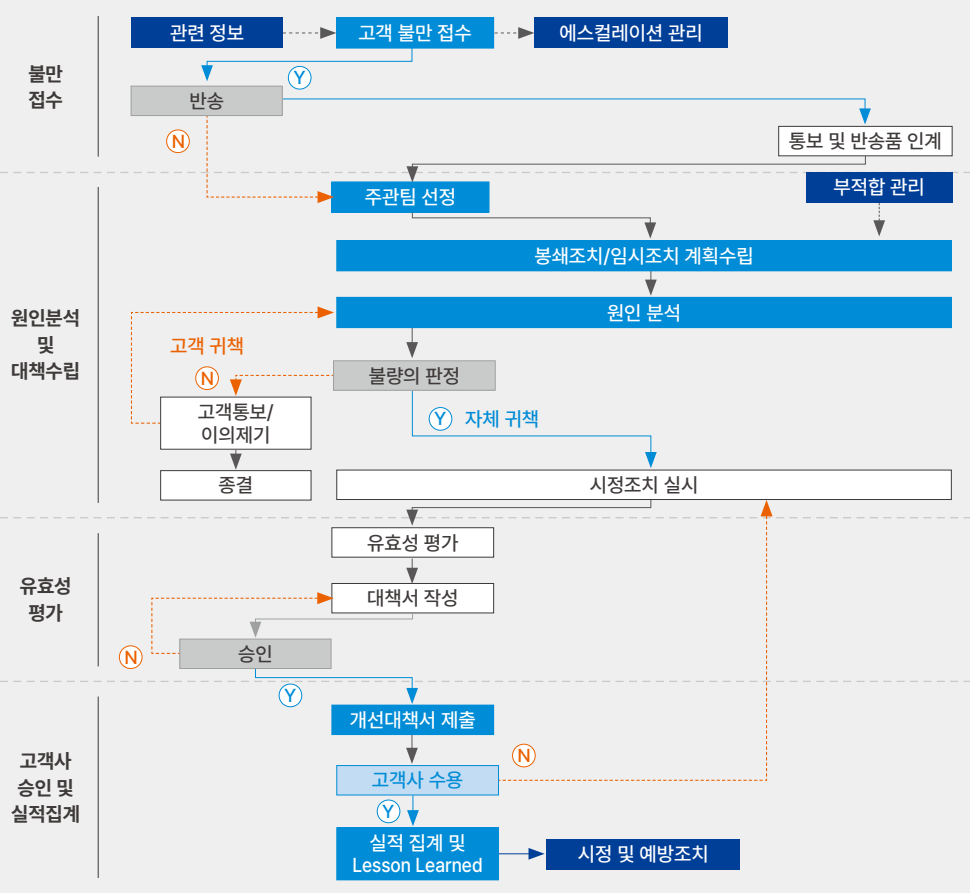 불만
접수
관련 정보
고객 불만 접수
에스컬레이션 관리
Y
반송
N
통보 및 반송품 인계
원인분석
및
대책수립
주관팀 선정
부적합 관리
봉쇄조치/임시조치 계획수립
원인 분석
고객 귀책
불량의 판정
N
고객통보/
이의제기
Y 자체 귀책
종결
시정조치 실시
유효성
평가
유효성 평가
대책서 작성
승인
N
Y
고객사
승인 및
실적집계
개선대책서 제출
N
고객사 수용
Y
실적 집계 및
Lesson Learned
시정 및 예방조치